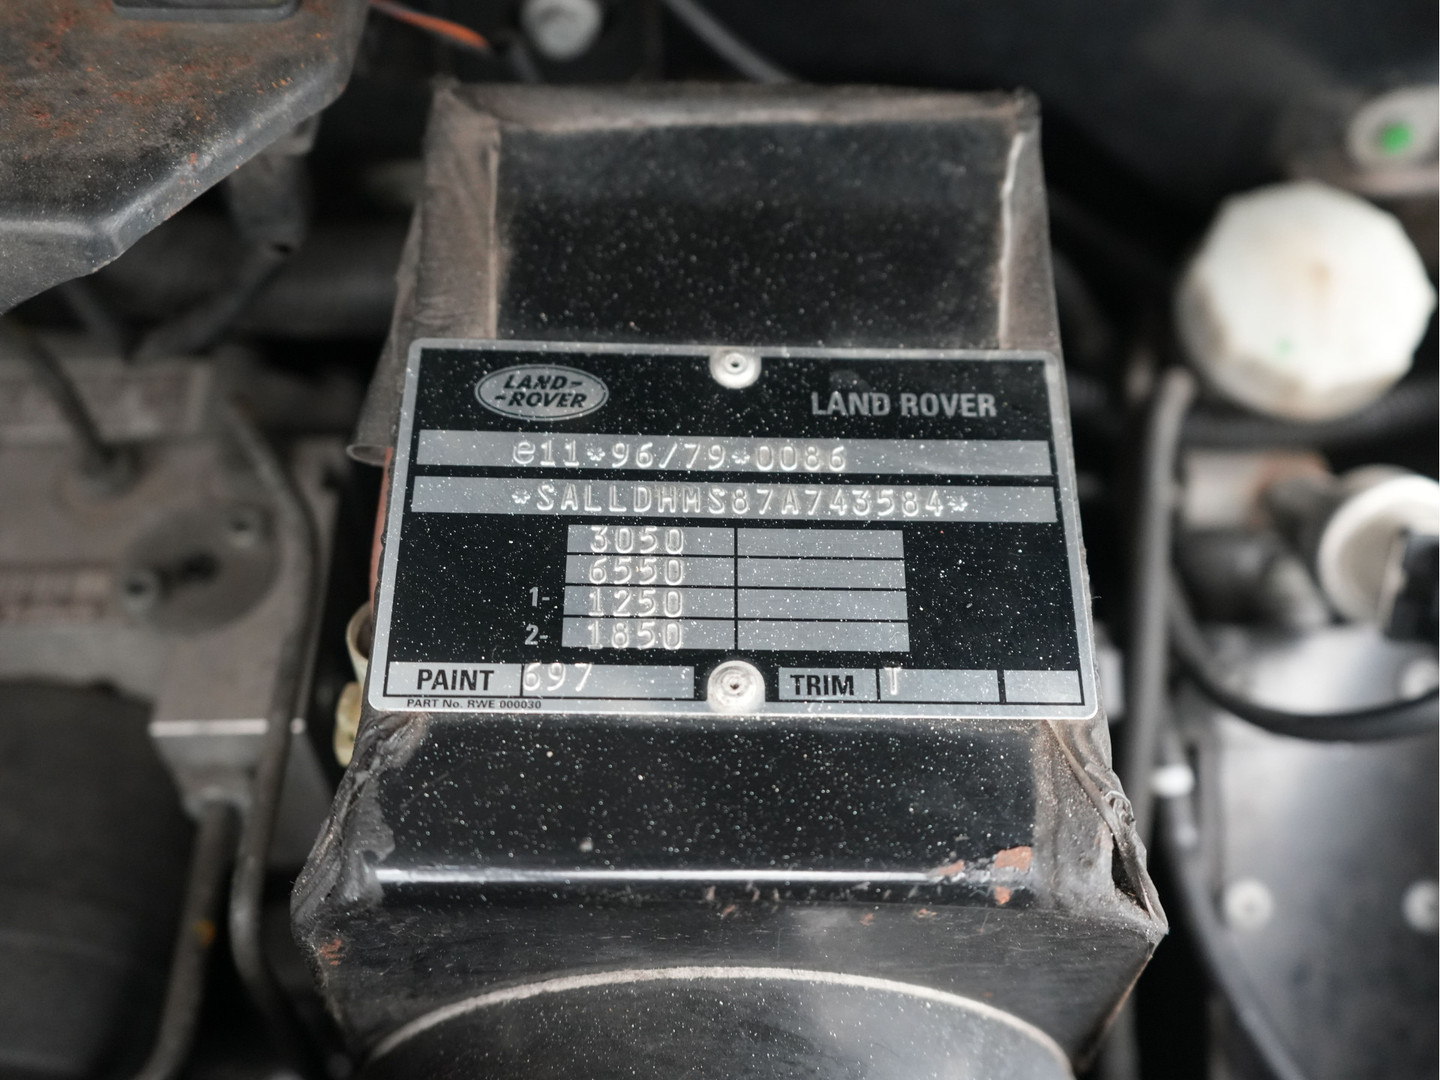 LAND-
-ROVER
LAND ROVER
e11*96/79*0086
*SALLDHMS87A743584*
3050
6550
1- 1250
2- 1850
PAINT 697 TRIM T
PART No. RWE 000030